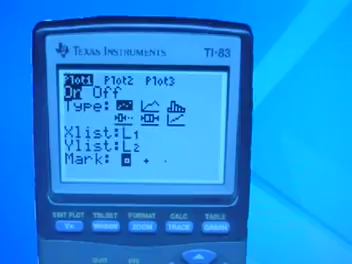 TEXAS INSTRUMENTS TI-83
Plot1 Plot2 Plot3
On Off
Type:
Xlist:L1
Ylist:L2
Mark: + ·
STAT PLOT TBLSET FORMAT CALC TABLE
Y= WINDOW ZOOM TRACE GRAPH